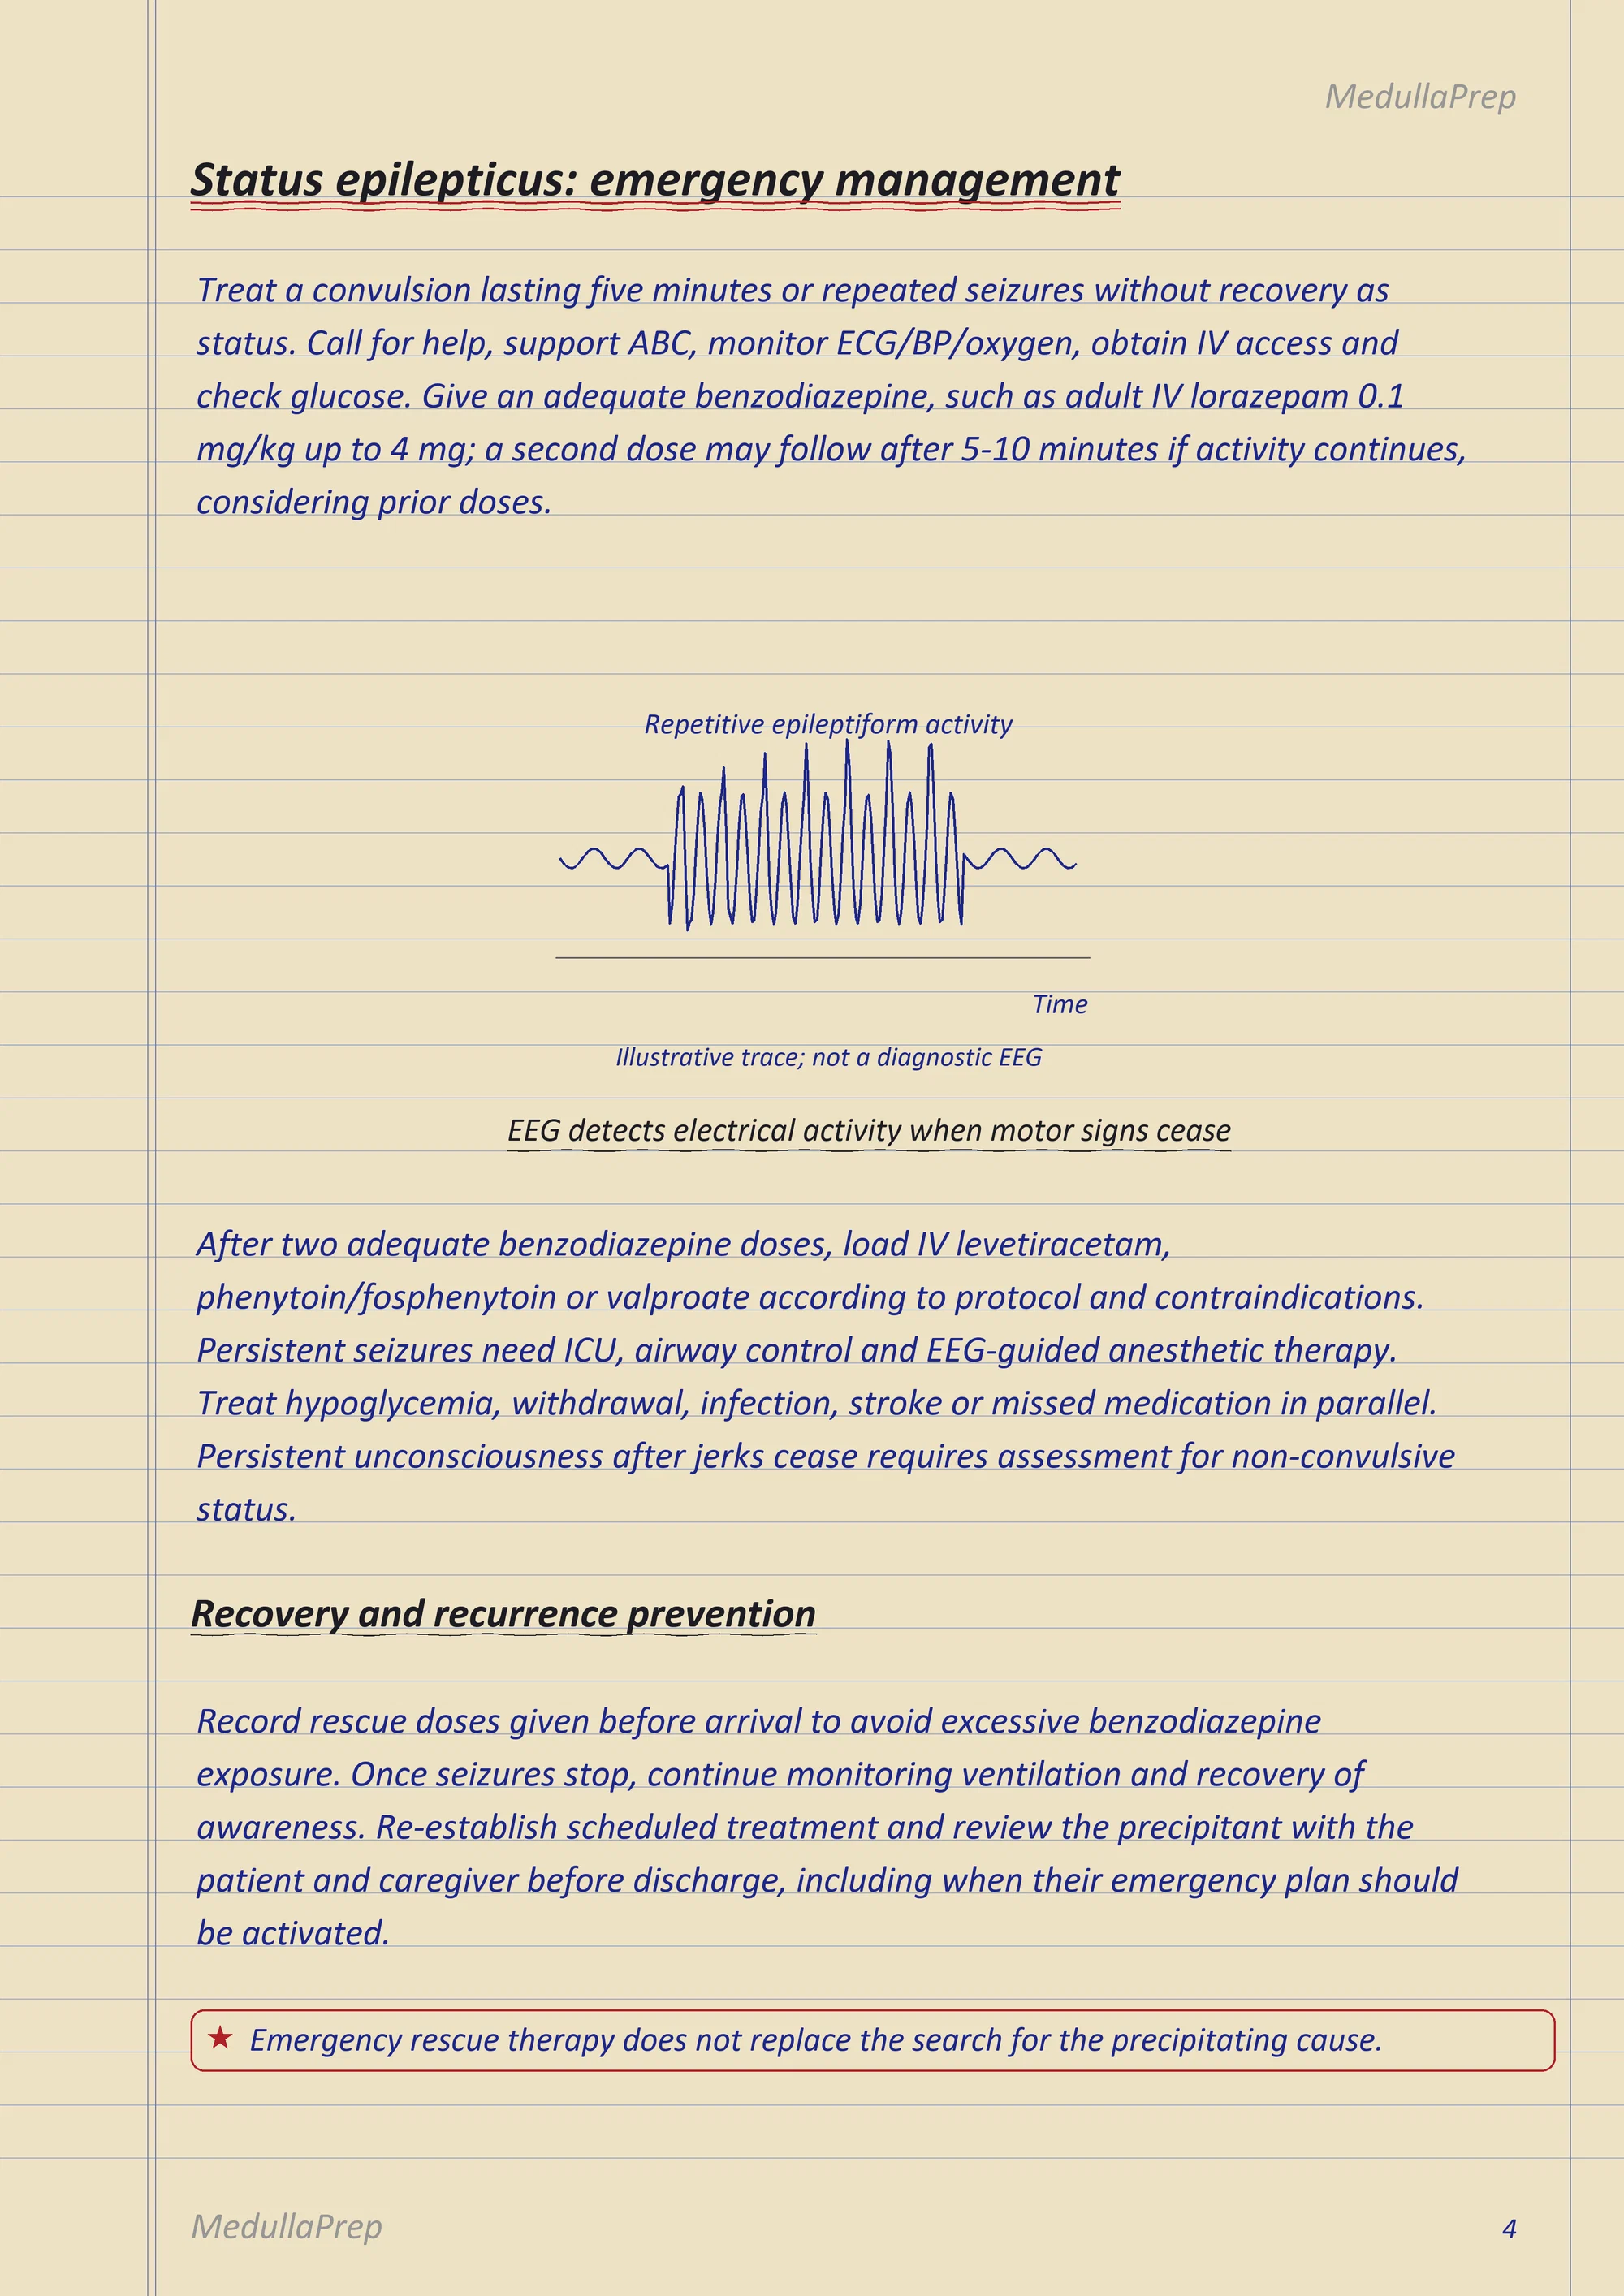 MedullaPrep
Status epilepticus: emergency management
Treat a convulsion lasting five minutes or repeated seizures without recovery as
status. Call for help, support ABC, monitor ECG/BP/oxygen, obtain IV access and
check glucose. Give an adequate benzodiazepine, such as adult IV lorazepam 0.1
mg/kg up to 4 mg; a second dose may follow after 5-10 minutes if activity continues,
considering prior doses.
Repetitive epileptiform activity
Time
Illustrative trace; not a diagnostic EEG
EEG detects electrical activity when motor signs cease
After two adequate benzodiazepine doses, load IV levetiracetam,
phenytoin/fosphenytoin or valproate according to protocol and contraindications.
Persistent seizures need ICU, airway control and EEG-guided anesthetic therapy.
Treat hypoglycemia, withdrawal, infection, stroke or missed medication in parallel.
Persistent unconsciousness after jerks cease requires assessment for non-convulsive
status.
Recovery and recurrence prevention
Record rescue doses given before arrival to avoid excessive benzodiazepine
exposure. Once seizures stop, continue monitoring ventilation and recovery of
awareness. Re-establish scheduled treatment and review the precipitant with the
patient and caregiver before discharge, including when their emergency plan should
be activated.
★ Emergency rescue therapy does not replace the search for the precipitating cause.
MedullaPrep
4